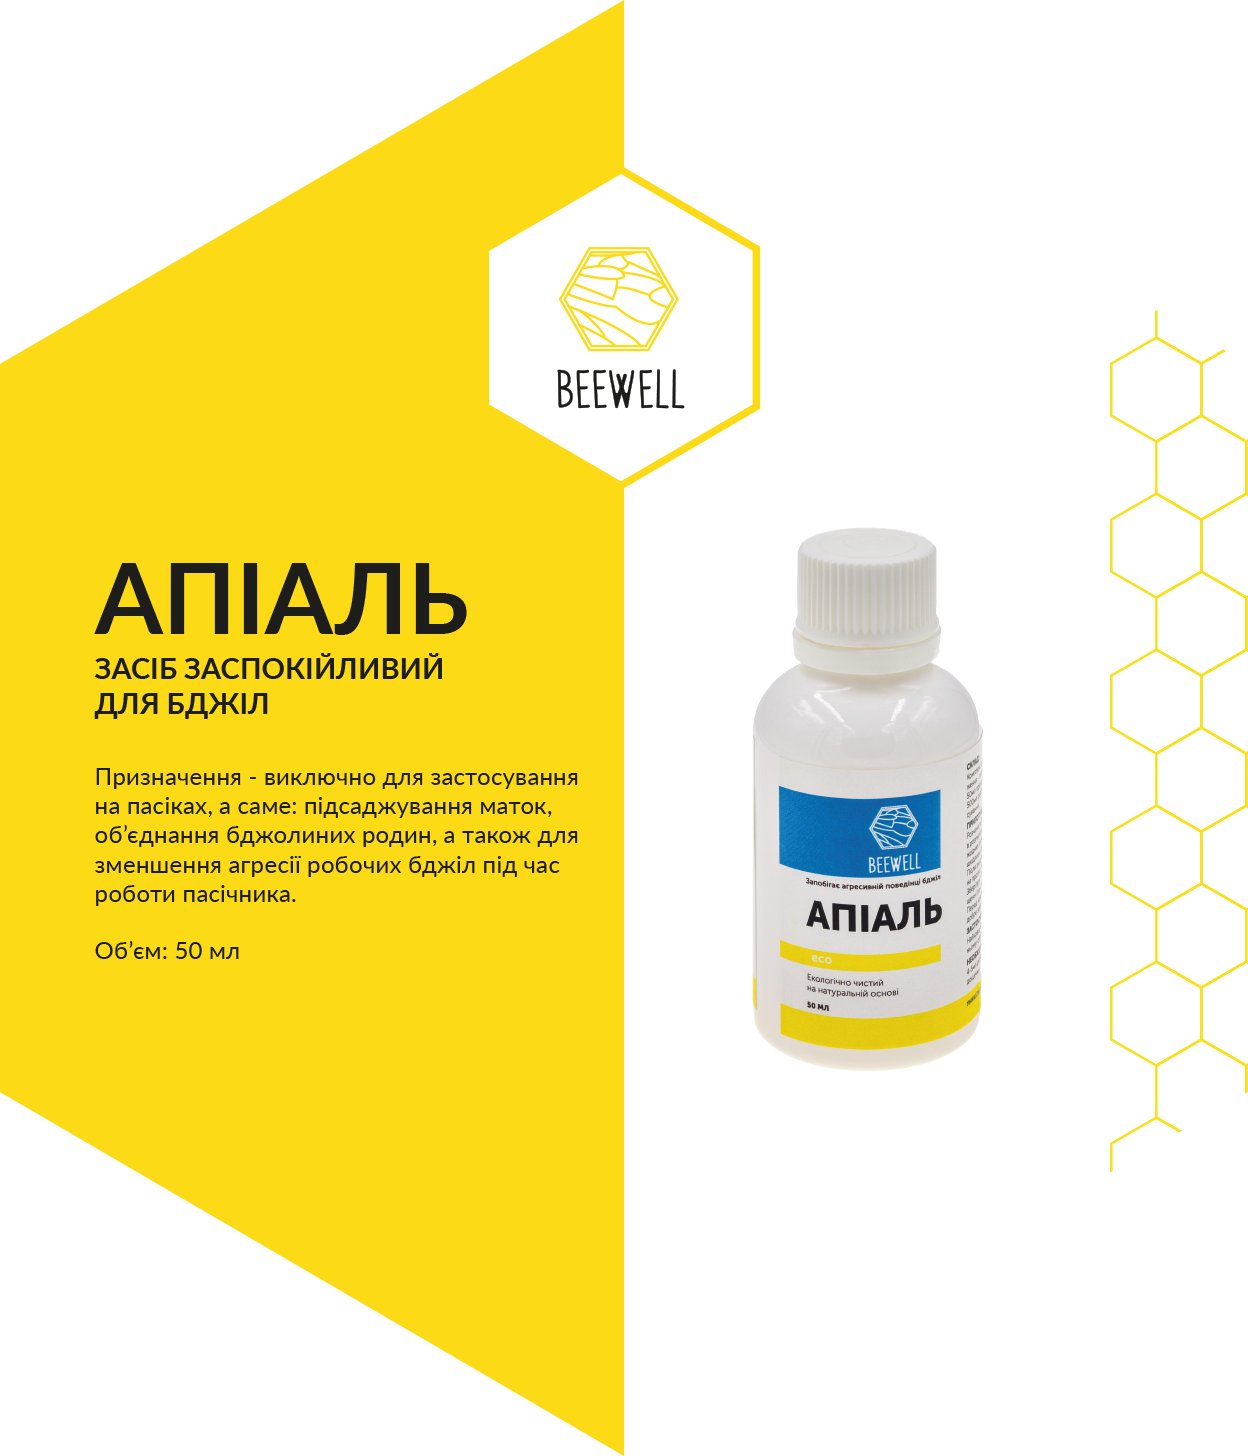 BEEWELL
АПІАЛЬ
ЗАСІБ ЗАСПОКІЙЛИВИЙ
ДЛЯ БДЖІЛ
Призначення - виключно для застосування
на пасіках, а саме: підсаджування маток,
об’єднання бджолиних родин, а також для
зменшення агресії робочих бджіл під час
роботи пасічника.
Об’єм: 50 мл
BEEWELL
Запобігає агресивній поведінці бджіл
АПІАЛЬ
eco
Екологічно чистий
на натуральній основі
50 МЛ